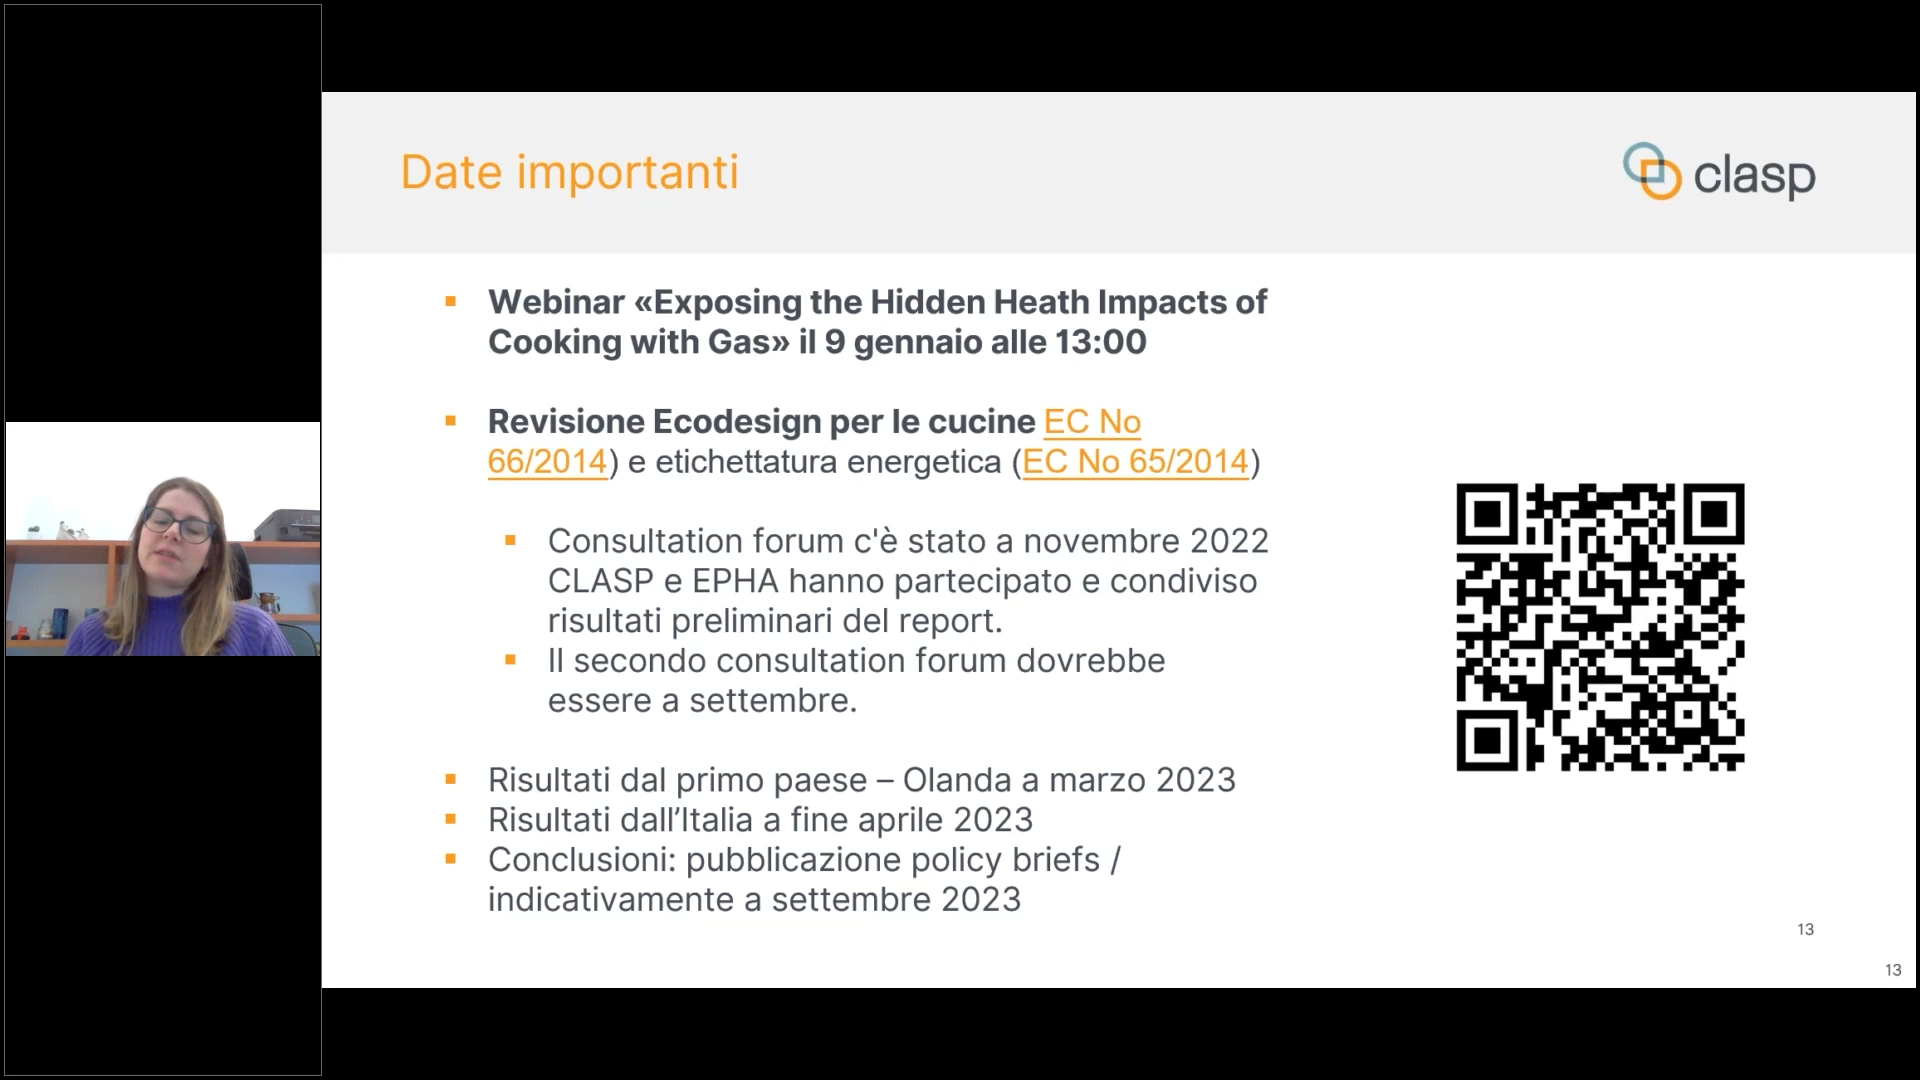 Date importanti
clasp
Webinar «Exposing the Hidden Heath Impacts of
Cooking with Gas» il 9 gennaio alle 13:00
Revisione Ecodesign per le cucine EC No
66/2014) e etichettatura energetica (EC No 65/2014)
Consultation forum c'è stato a novembre 2022
CLASP e EPHA hanno partecipato e condiviso
risultati preliminari del report.
Il secondo consultation forum dovrebbe
essere a settembre.
Risultati dal primo paese – Olanda a marzo 2023
Risultati dall’Italia a fine aprile 2023
Conclusioni: pubblicazione policy briefs /
indicativamente a settembre 2023
13
13